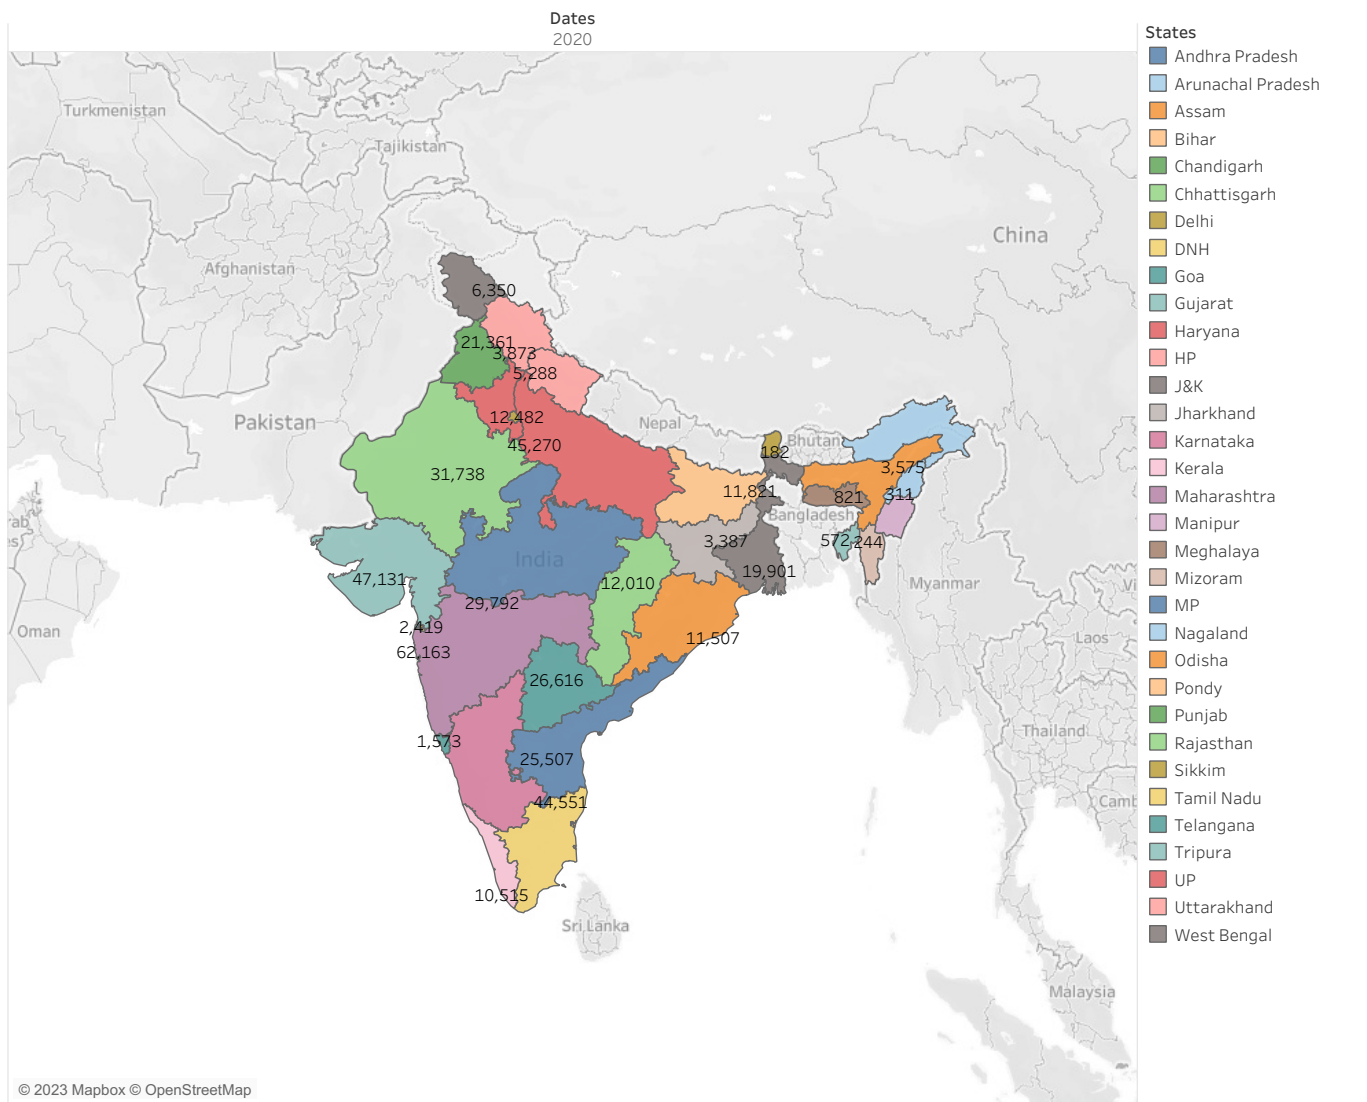 Dates
2020
States
Andhra Pradesh
Arunachal Pradesh
Assam
Bihar
Chandigarh
Chhattisgarh
Delhi
DNH
Goa
Gujarat
Haryana
HP
J&K
Jharkhand
Karnataka
Kerala
Maharashtra
Manipur
Meghalaya
Mizoram
MP
Nagaland
Odisha
Pondy
Punjab
Rajasthan
Sikkim
Tamil Nadu
Telangana
Tripura
UP
Uttarakhand
West Bengal
Turkmenistan
Tajikistan
China
Afghanistan
6,350
21,361
3,873
5,288
Pakistan
12,482
Nepal
Bhutan
45,270
182
31,738
3,575
11,821
821
311
Bangladesh
572
244
3,387
India
19,901
47,131
12,010
Myanmar
29,792
2,419
Oman
11,507
Laos
62,163
26,616
Thailand
1,573
25,507
44,551
10,515
Sri Lanka
Malaysia
© 2023 Mapbox © OpenStreetMap